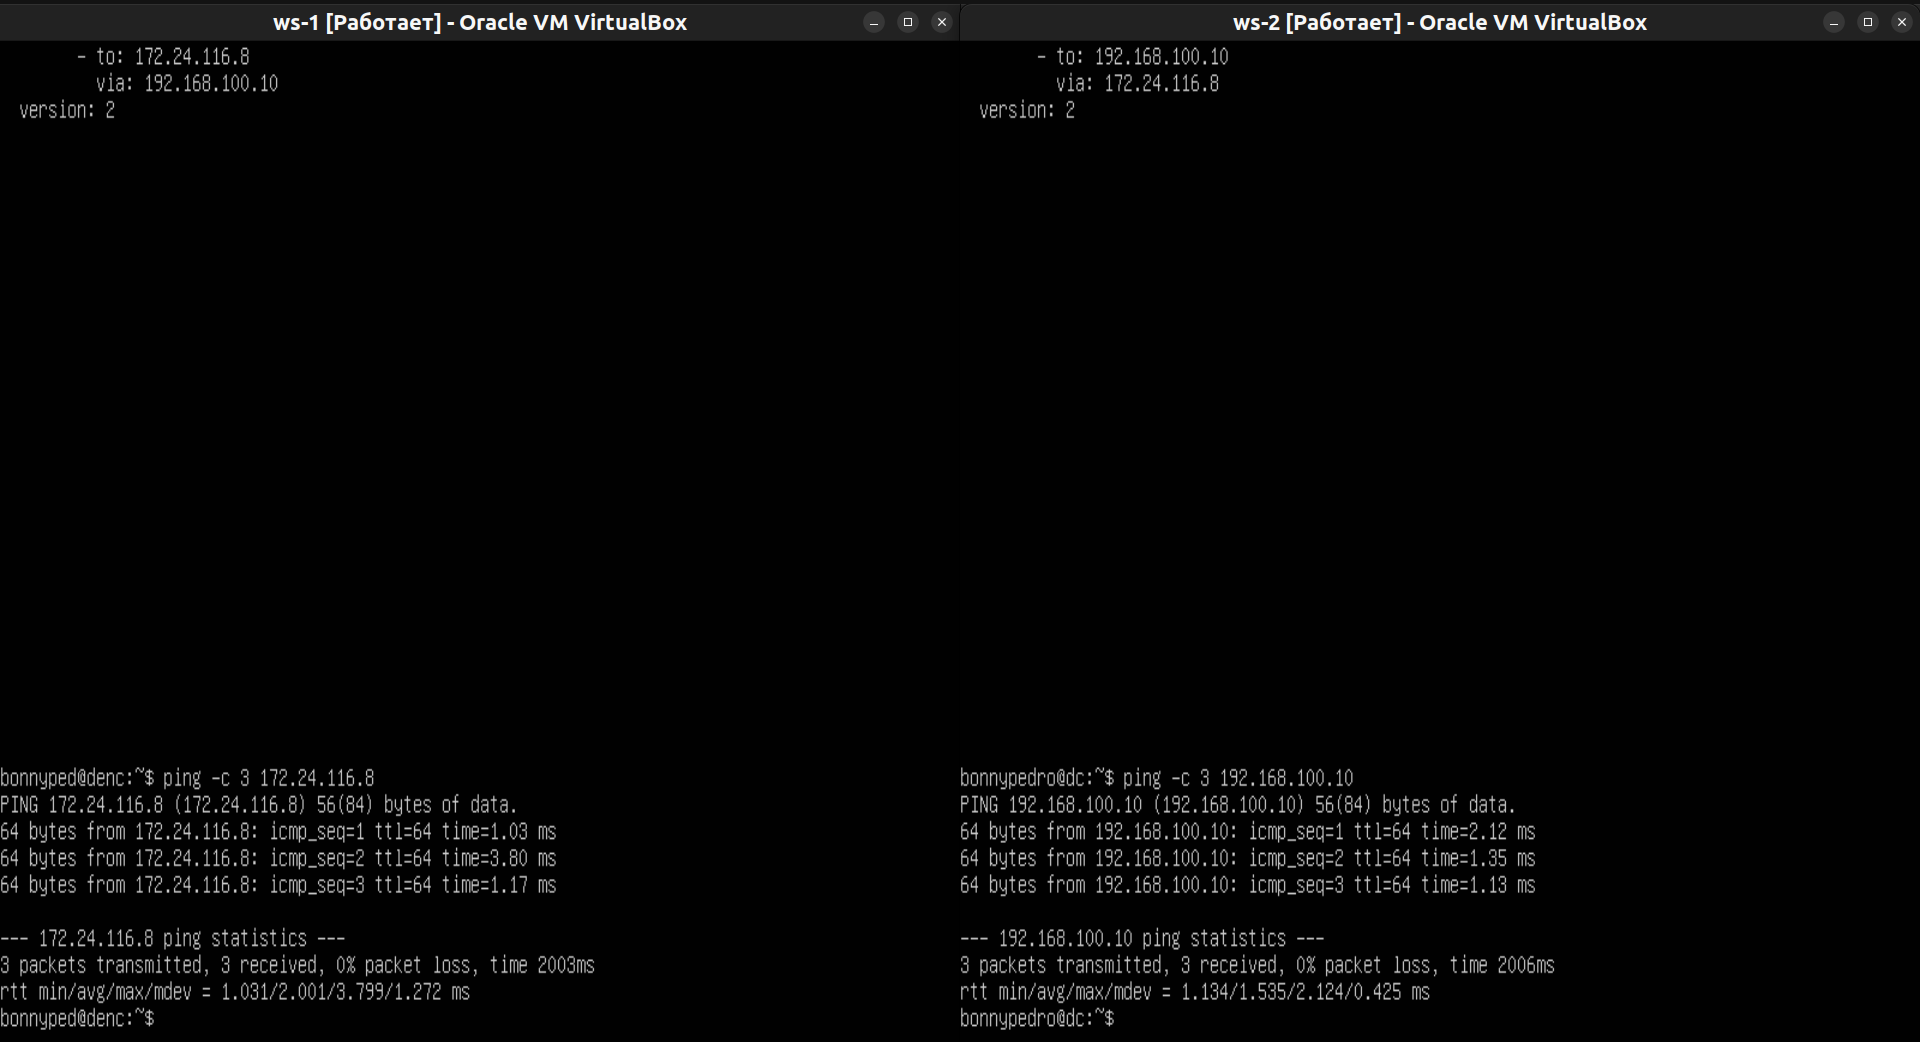 ws-1 [Работает] - Oracle VM VirtualBox
- to: 172.24.116.8
via: 192.168.100.10
version: 2
bonnyped@denc:~$ ping -c 3 172.24.116.8
PING 172.24.116.8 (172.24.116.8) 56(84) bytes of data.
64 bytes from 172.24.116.8: icmp_seq=1 ttl=64 time=1.03 ms
64 bytes from 172.24.116.8: icmp_seq=2 ttl=64 time=3.80 ms
64 bytes from 172.24.116.8: icmp_seq=3 ttl=64 time=1.17 ms
--- 172.24.116.8 ping statistics ---
3 packets transmitted, 3 received, 0% packet loss, time 2003ms
rtt min/avg/max/mdev = 1.031/2.001/3.799/1.272 ms
bonnyped@denc:~$
ws-2 [Работает] - Oracle VM VirtualBox
- to: 192.168.100.10
via: 172.24.116.8
version: 2
bonnypedro@dc:~$ ping -c 3 192.168.100.10
PING 192.168.100.10 (192.168.100.10) 56(84) bytes of data.
64 bytes from 192.168.100.10: icmp_seq=1 ttl=64 time=2.12 ms
64 bytes from 192.168.100.10: icmp_seq=2 ttl=64 time=1.35 ms
64 bytes from 192.168.100.10: icmp_seq=3 ttl=64 time=1.13 ms
--- 192.168.100.10 ping statistics ---
3 packets transmitted, 3 received, 0% packet loss, time 2006ms
rtt min/avg/max/mdev = 1.134/1.535/2.124/0.425 ms
bonnypedro@dc:~$